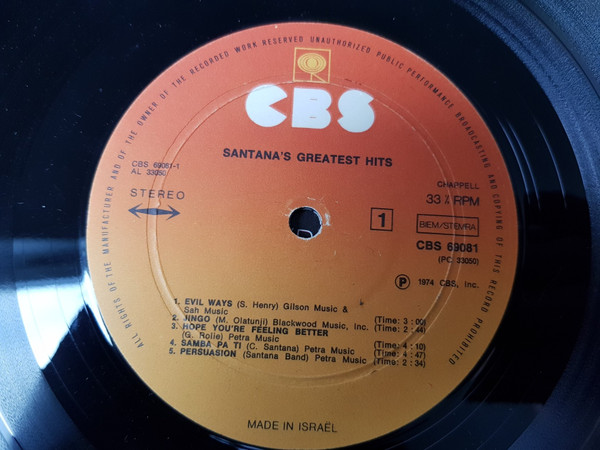 ALL RIGHTS OF THE MANUFACTURER AND OF THE OWNER OF THE RECORDED WORK RESERVED UNAUTHORIZED PUBLIC PERFORMANCE BROADCASTING AND COPYING OF THIS RECORD PROHIBITED
CBS
SANTANA'S GREATEST HITS
CBS 69081-1
AL 33050
STEREO
CHAPPELL
33⅓ RPM
1
BIEM/STEMRA
CBS 69081
(PC 33050)
Ⓟ 1974 CBS, Inc.
1. EVIL WAYS (S. Henry) Gilson Music & Sah Music (Time: 3:00)
2. JINGO (M. Olatunji) Blackwood Music, Inc. (Time: 2:44)
3. HOPE YOU'RE FEELING BETTER
(G. Rolie) Petra Music (Time: 4:10)
4. SAMBA PA TI (C. Santana) Petra Music (Time: 4:47)
5. PERSUASION (Santana Band) Petra Music (Time: 2:34)
MADE IN ISRAËL